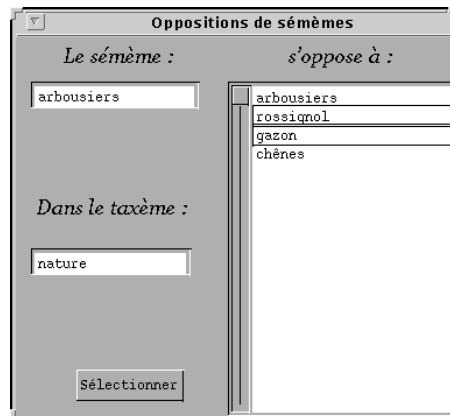 Oppositions de sémèmes
Le sémème :
s'oppose à :
arbousiers
arbousiers
rossignol
gazon
chênes
Dans le taxème :
nature
Sélectionner